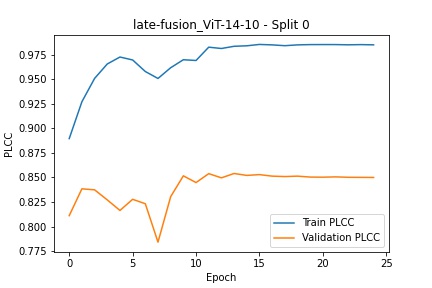 late-fusion_ViT-14-10 - Split 0
PLCC
0.975
0.950
0.925
0.900
0.875
0.850
0.825
0.800
0.775
Train PLCC
Validation PLCC
0 5 10 15 20 25
Epoch